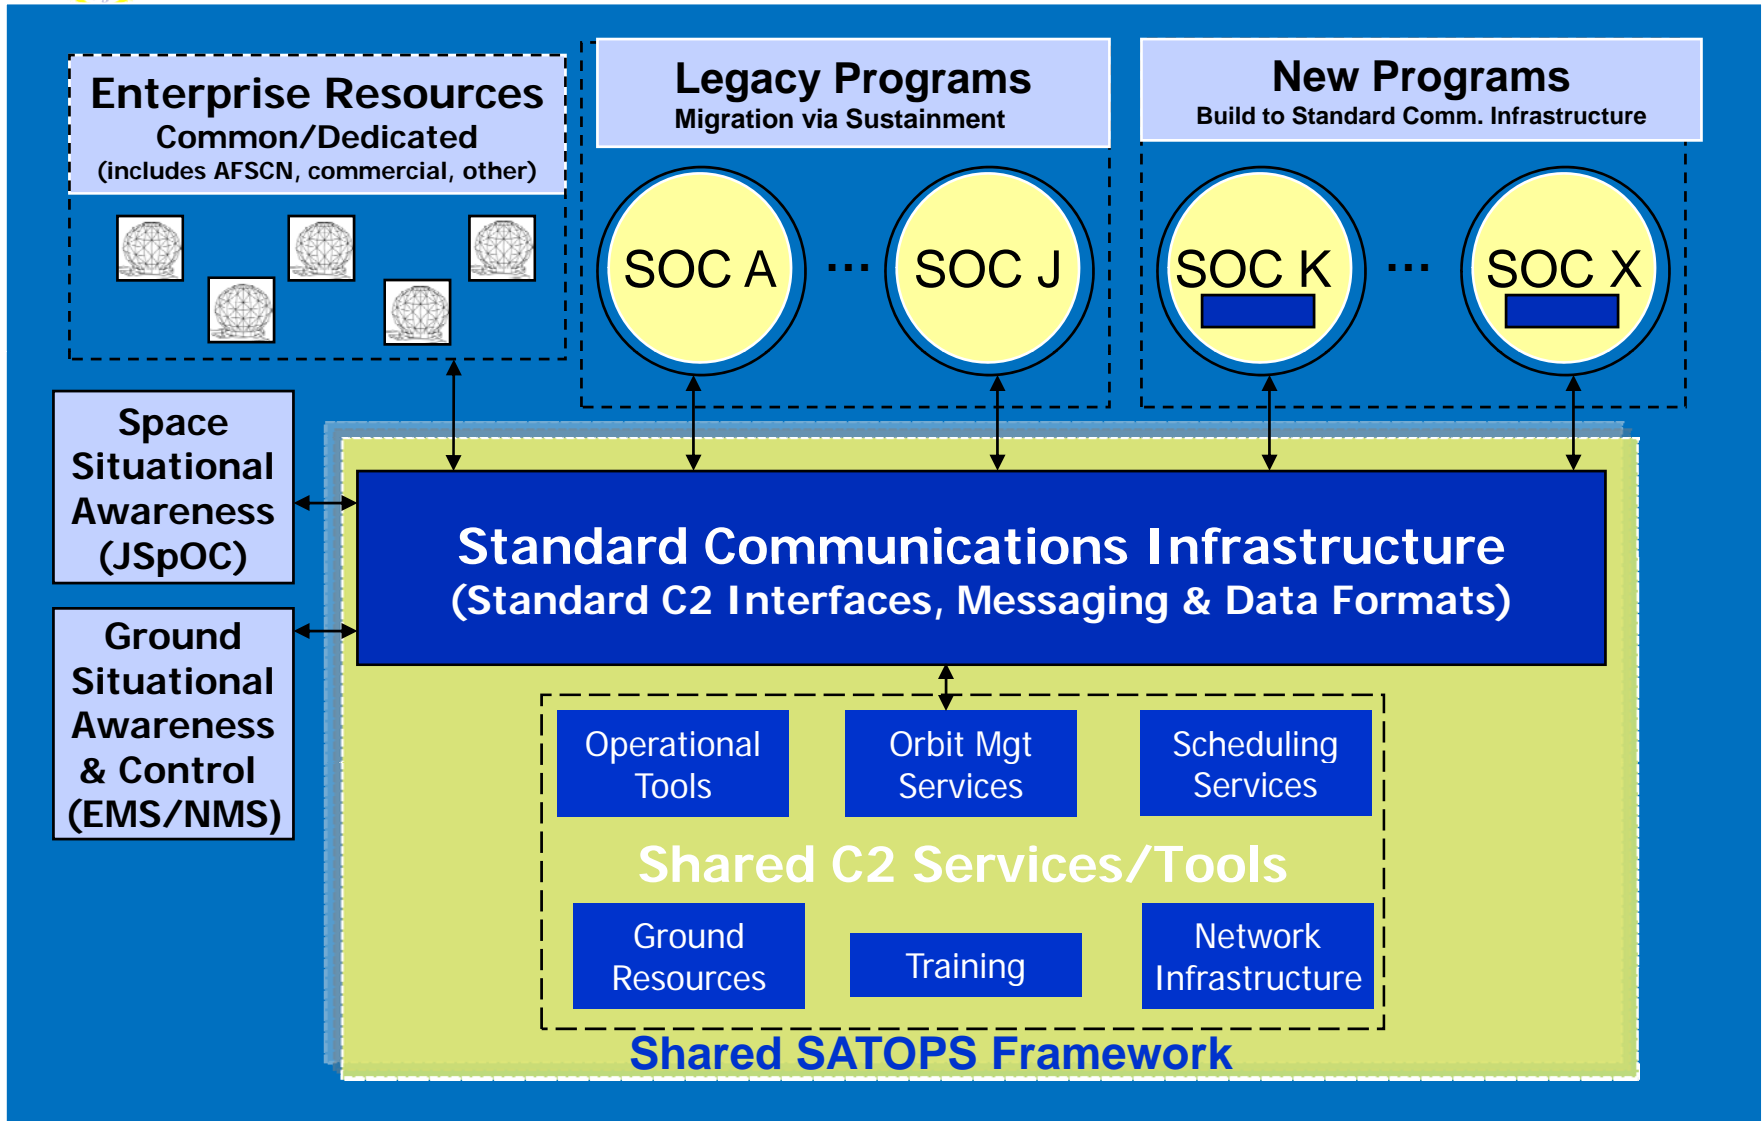 Enterprise Resources
Common/Dedicated
(includes AFSCN, commercial, other)
Legacy Programs
Migration via Sustainment
New Programs
Build to Standard Comm. Infrastructure
SOC A
...
SOC J
SOC K
...
SOC X
Space
Situational
Awareness
(JSpOC)
Ground
Situational
Awareness
& Control
(EMS/NMS)
Standard Communications Infrastructure
(Standard C2 Interfaces, Messaging & Data Formats)
Operational
Tools
Orbit Mgt
Services
Scheduling
Services
Shared C2 Services/Tools
Ground
Resources
Training
Network
Infrastructure
Shared SATOPS Framework